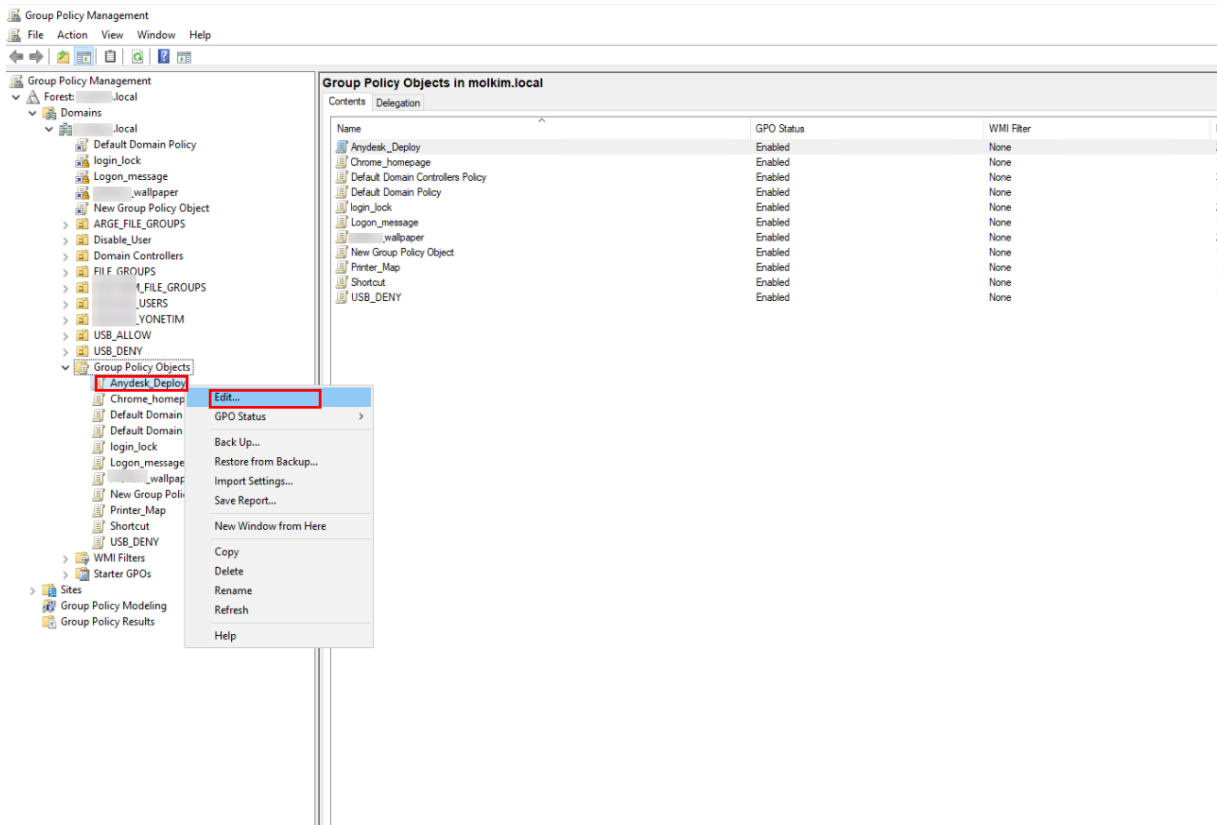 Group Policy Management
File Action View Window Help
Group Policy Management
Forest: .local
Domains
.local
Default Domain Policy
login_lock
Logon_message
_wallpaper
New Group Policy Object
ARGE_FILE_GROUPS
Disable_User
Domain Controllers
FILE_GROUPS
_FILE_GROUPS
_USERS
_YONETIM
USB_ALLOW
USB_DENY
Group Policy Objects
Anydesk_Deploy
Chrome_homep
Default Domain
Default Domain
login_lock
Logon_message
_wallpap
New Group Poli
Printer_Map
Shortcut
USB_DENY
WMI Filters
Starter GPOs
Sites
Group Policy Modeling
Group Policy Results
Edit...
GPO Status
Back Up...
Restore from Backup...
Import Settings...
Save Report...
New Window from Here
Copy
Delete
Rename
Refresh
Help
Group Policy Objects in molkim.local
Contents Delegation
Name GPO Status WMI Filter
Anydesk_Deploy Enabled None
Chrome_homepage Enabled None
Default Domain Controllers Policy Enabled None
Default Domain Policy Enabled None
login_lock Enabled None
Logon_message Enabled None
_wallpaper Enabled None
New Group Policy Object Enabled None
Printer_Map Enabled None
Shortcut Enabled None
USB_DENY Enabled None